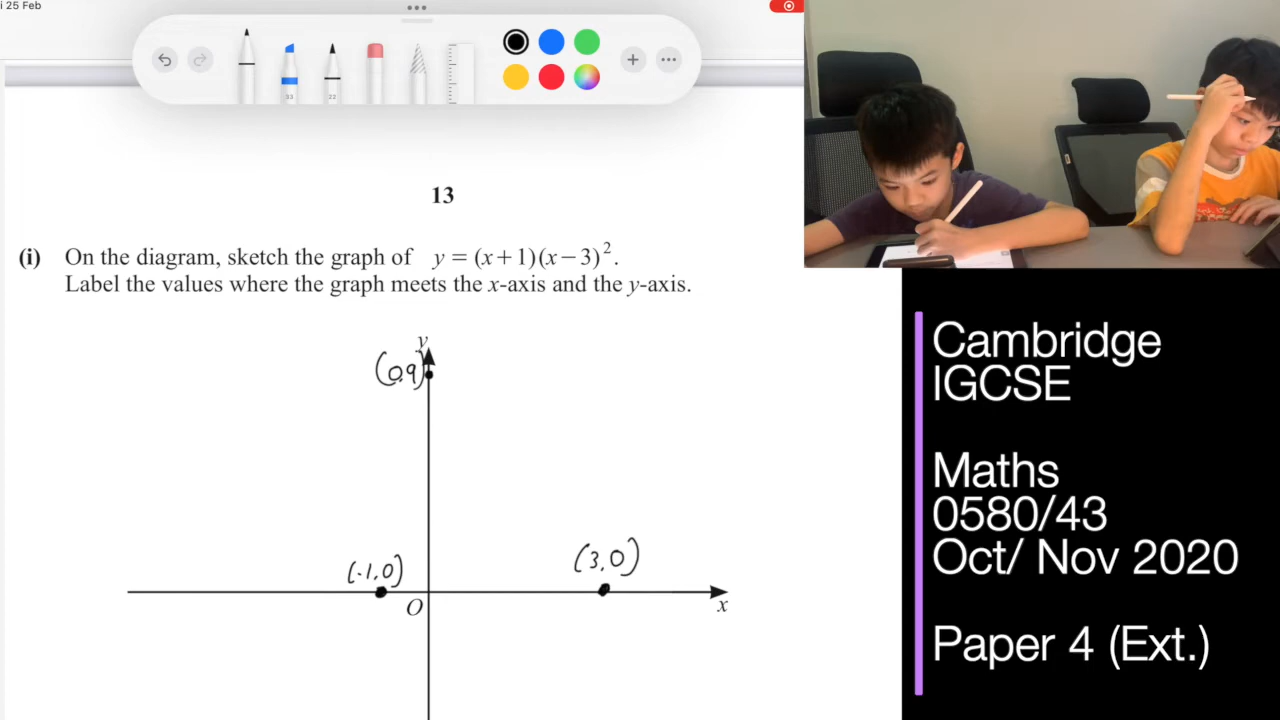 i 25 Feb
33
22
13
(i) On the diagram, sketch the graph of y = (x+1)(x−3)².
Label the values where the graph meets the x-axis and the y-axis.
y
(0,9)
(-1,0)
(3,0)
O
x
Cambridge
IGCSE
Maths
0580/43
Oct/ Nov 2020
Paper 4 (Ext.)